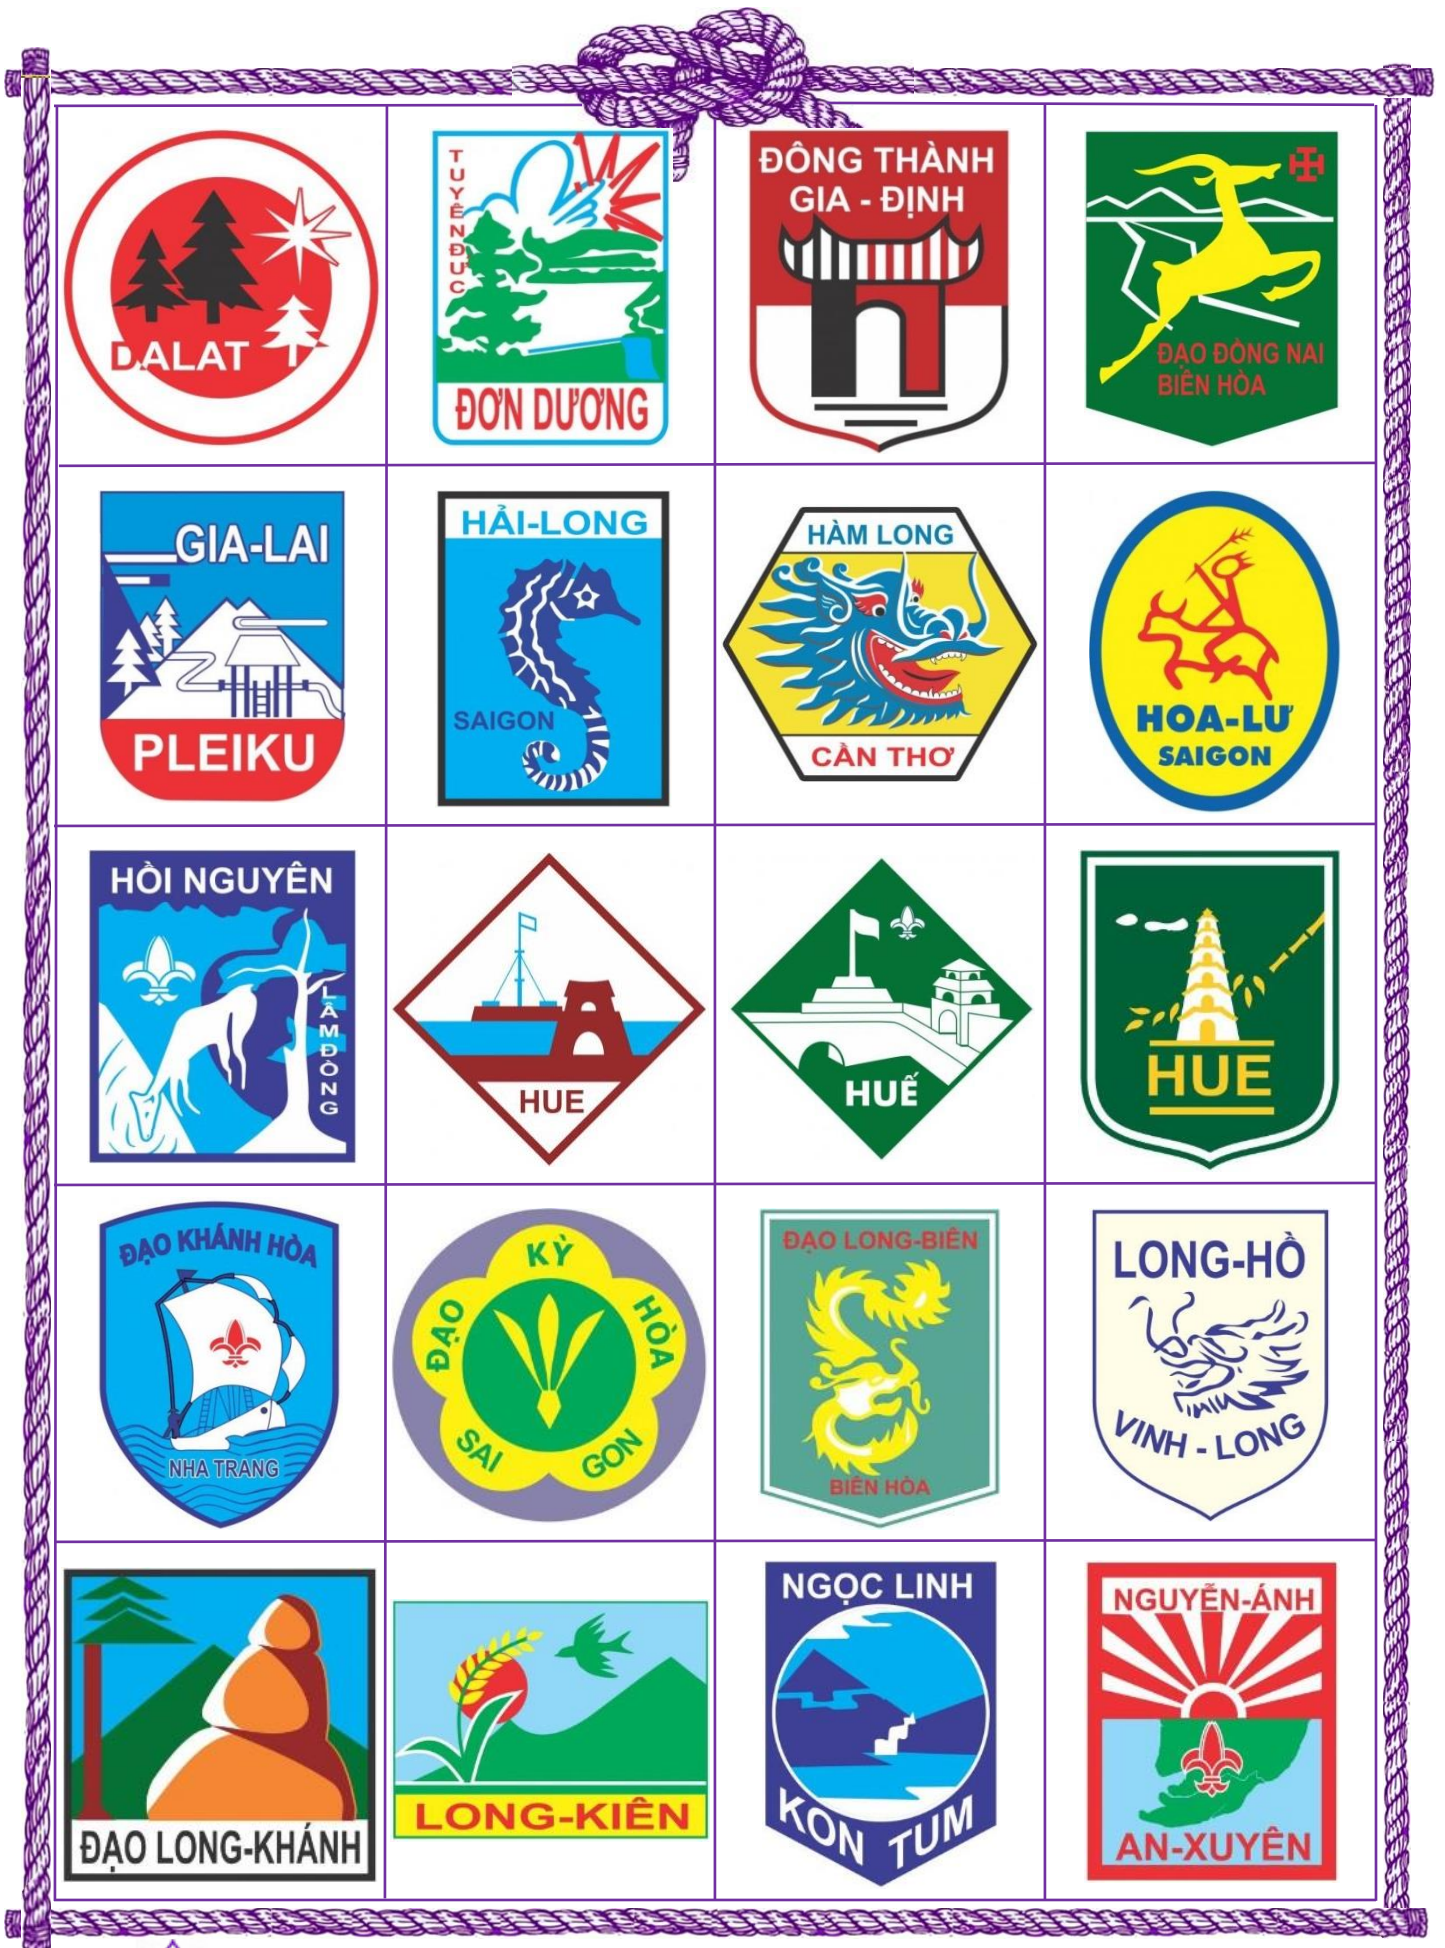 DALAT
TUYÊN ĐỨC
ĐƠN DƯƠNG
ĐÔNG THÀNH
GIA - ĐỊNH
ĐẠO ĐỒNG NAI
BIÊN HÒA
GIA-LAI
PLEIKU
HẢI-LONG
SAIGON
HÀM LONG
CẦN THƠ
HOA-LƯ
SAIGON
HỒI NGUYÊN
LÂM ĐỒNG
HUE
HUẾ
HUE
ĐẠO KHÁNH HÒA
NHA TRANG
ĐẠO KỲ HÒA
SAI GON
ĐẠO LONG-BIÊN
BIÊN HÒA
LONG-HỒ
VINH - LONG
ĐẠO LONG-KHÁNH
LONG-KIÊN
NGỌC LINH
KON TUM
NGUYỄN-ÁNH
AN-XUYÊN